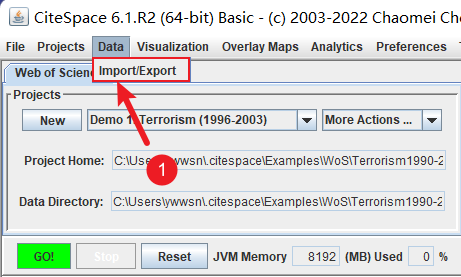 CiteSpace 6.1.R2 (64-bit) Basic - (c) 2003-2022 Chaomei Che
File Projects Data Visualization Overlay Maps Analytics Preferences
Import/Export
Web of Scien
Projects
New Demo 1: Terrorism (1996-2003) More Actions ...
1
Project Home: C:\Users\ywwsn\.citespace\Examples\WoS\Terrorism1990-2
Data Directory: C:\Users\ywwsn\.citespace\Examples\WoS\Terrorism1990-2
GO! Stop Reset JVM Memory 8192 (MB) Used 0 %